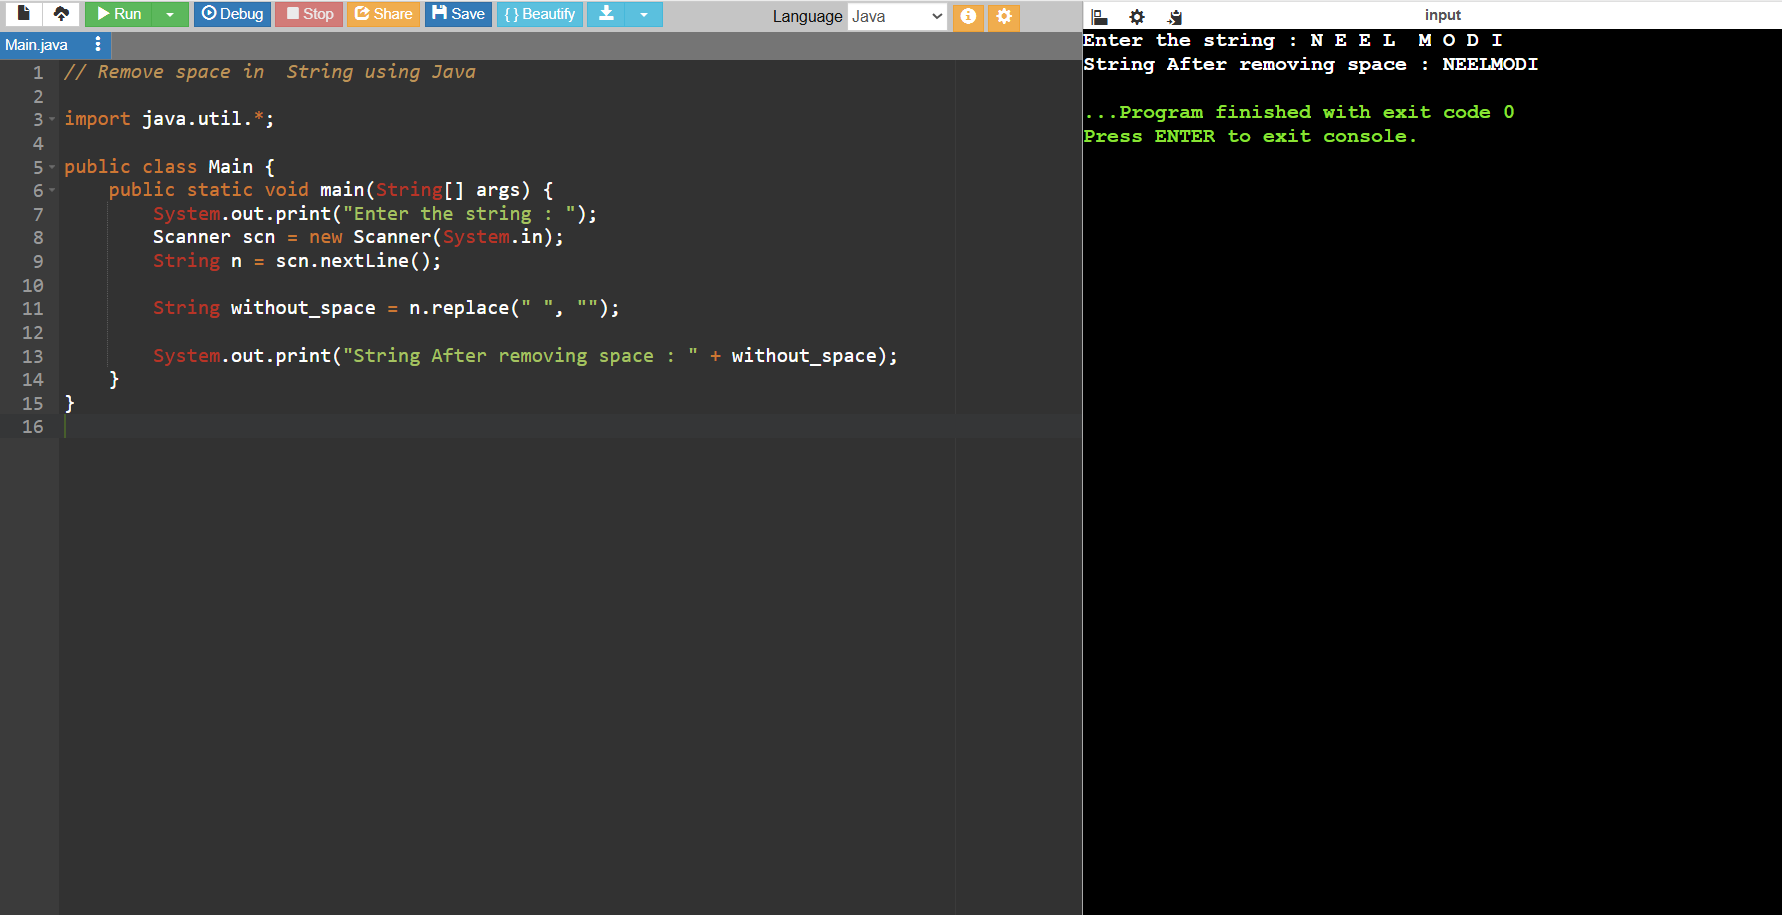 Run Debug Stop Share Save { } Beautify Language Java
input
Main.java
1 // Remove space in  String using Java
2
3 import java.util.*;
4
5 public class Main {
6     public static void main(String[] args) {
7         System.out.print("Enter the string : ");
8         Scanner scn = new Scanner(System.in);
9         String n = scn.nextLine();
10
11         String without_space = n.replace(" ", "");
12
13         System.out.print("String After removing space : " + without_space);
14     }
15 }
16
Enter the string : N E E L  M O D I
String After removing space : NEELMODI
...Program finished with exit code 0
Press ENTER to exit console.